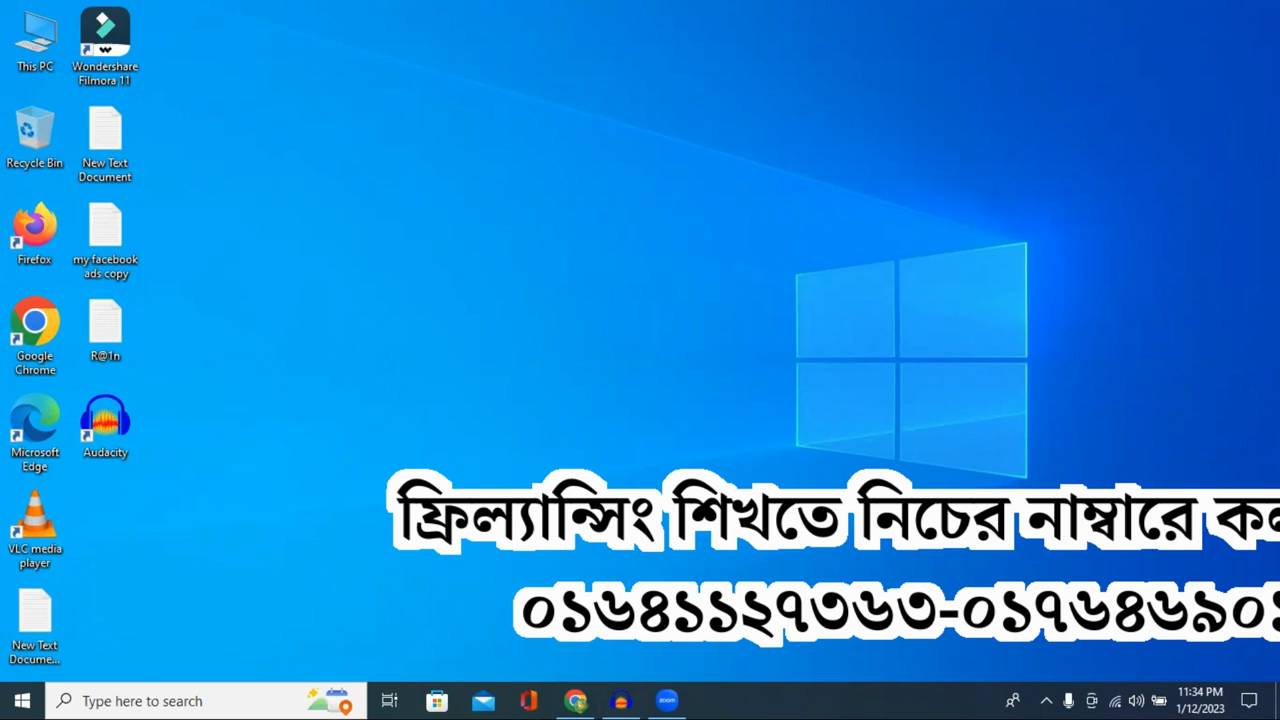 This PC
Wondershare
Filmora 11
Recycle Bin
New Text
Document
Firefox
my facebook
ads copy
Google
Chrome
R@1n
Microsoft
Edge
Audacity
VLC media
player
New Text
Docume...
ফ্রিল্যান্সিং শিখতে নিচের নাম্বারে
০১৬৪১১২৭৩৬৩-০১৭৬৪৬৯০
Type here to search
zoom
11:34 PM
1/12/2023